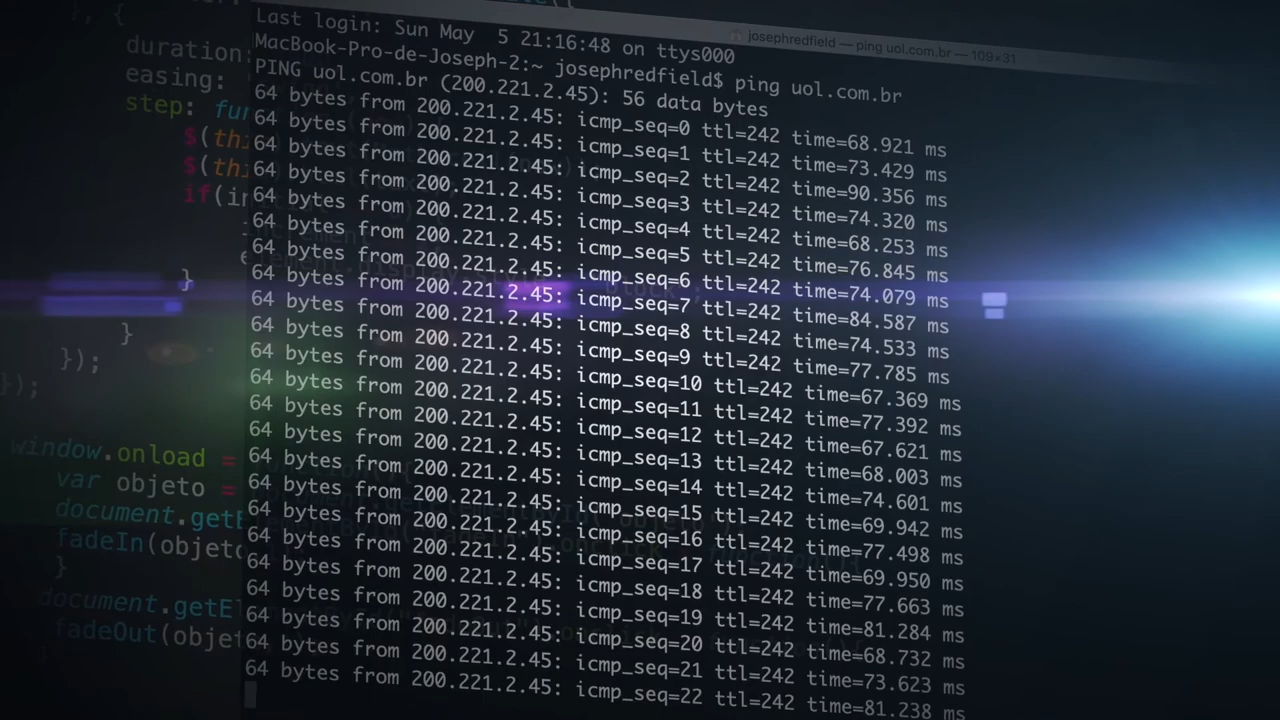 josephredfield — ping uol.com.br — 109×31
Last login: Sun May  5 21:16:48 on ttys000
MacBook-Pro-de-Joseph-2:~ josephredfield$ ping uol.com.br
PING uol.com.br (200.221.2.45): 56 data bytes
64 bytes from 200.221.2.45: icmp_seq=0 ttl=242 time=68.921 ms
64 bytes from 200.221.2.45: icmp_seq=1 ttl=242 time=73.429 ms
64 bytes from 200.221.2.45: icmp_seq=2 ttl=242 time=90.356 ms
64 bytes from 200.221.2.45: icmp_seq=3 ttl=242 time=74.320 ms
64 bytes from 200.221.2.45: icmp_seq=4 ttl=242 time=68.253 ms
64 bytes from 200.221.2.45: icmp_seq=5 ttl=242 time=76.845 ms
64 bytes from 200.221.2.45: icmp_seq=6 ttl=242 time=74.079 ms
64 bytes from 200.221.2.45: icmp_seq=7 ttl=242 time=84.587 ms
64 bytes from 200.221.2.45: icmp_seq=8 ttl=242 time=74.533 ms
64 bytes from 200.221.2.45: icmp_seq=9 ttl=242 time=77.785 ms
64 bytes from 200.221.2.45: icmp_seq=10 ttl=242 time=67.369 ms
64 bytes from 200.221.2.45: icmp_seq=11 ttl=242 time=77.392 ms
64 bytes from 200.221.2.45: icmp_seq=12 ttl=242 time=67.621 ms
64 bytes from 200.221.2.45: icmp_seq=13 ttl=242 time=68.003 ms
64 bytes from 200.221.2.45: icmp_seq=14 ttl=242 time=74.601 ms
64 bytes from 200.221.2.45: icmp_seq=15 ttl=242 time=69.942 ms
64 bytes from 200.221.2.45: icmp_seq=16 ttl=242 time=77.498 ms
64 bytes from 200.221.2.45: icmp_seq=17 ttl=242 time=69.950 ms
64 bytes from 200.221.2.45: icmp_seq=18 ttl=242 time=77.663 ms
64 bytes from 200.221.2.45: icmp_seq=19 ttl=242 time=81.284 ms
64 bytes from 200.221.2.45: icmp_seq=20 ttl=242 time=68.732 ms
64 bytes from 200.221.2.45: icmp_seq=21 ttl=242 time=73.623 ms
64 bytes from 200.221.2.45: icmp_seq=22 ttl=242 time=81.238 ms
}, {
duration:
easing:
step: fun
$(thi
$(thi
if(in
}
}
});
});
window.onload =
var objeto =
document.getE
fadeIn(objeto
}
document.getEl
fadeOut(objet